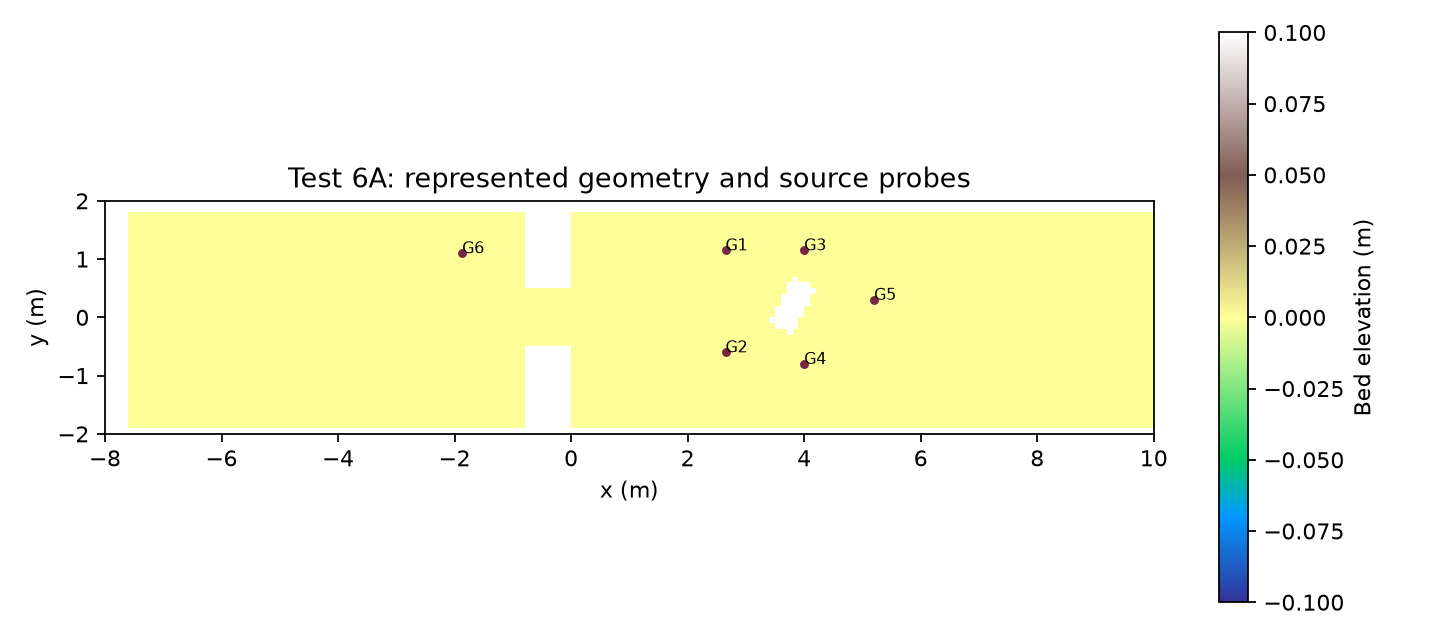 Test 6A: represented geometry and source probes
2
1
0
−1
−2
y (m)
G6
G1
G3
G5
G2
G4
−8
−6
−4
−2
0
2
4
6
8
10
x (m)
0.100
0.075
0.050
0.025
0.000
−0.025
−0.050
−0.075
−0.100
Bed elevation (m)